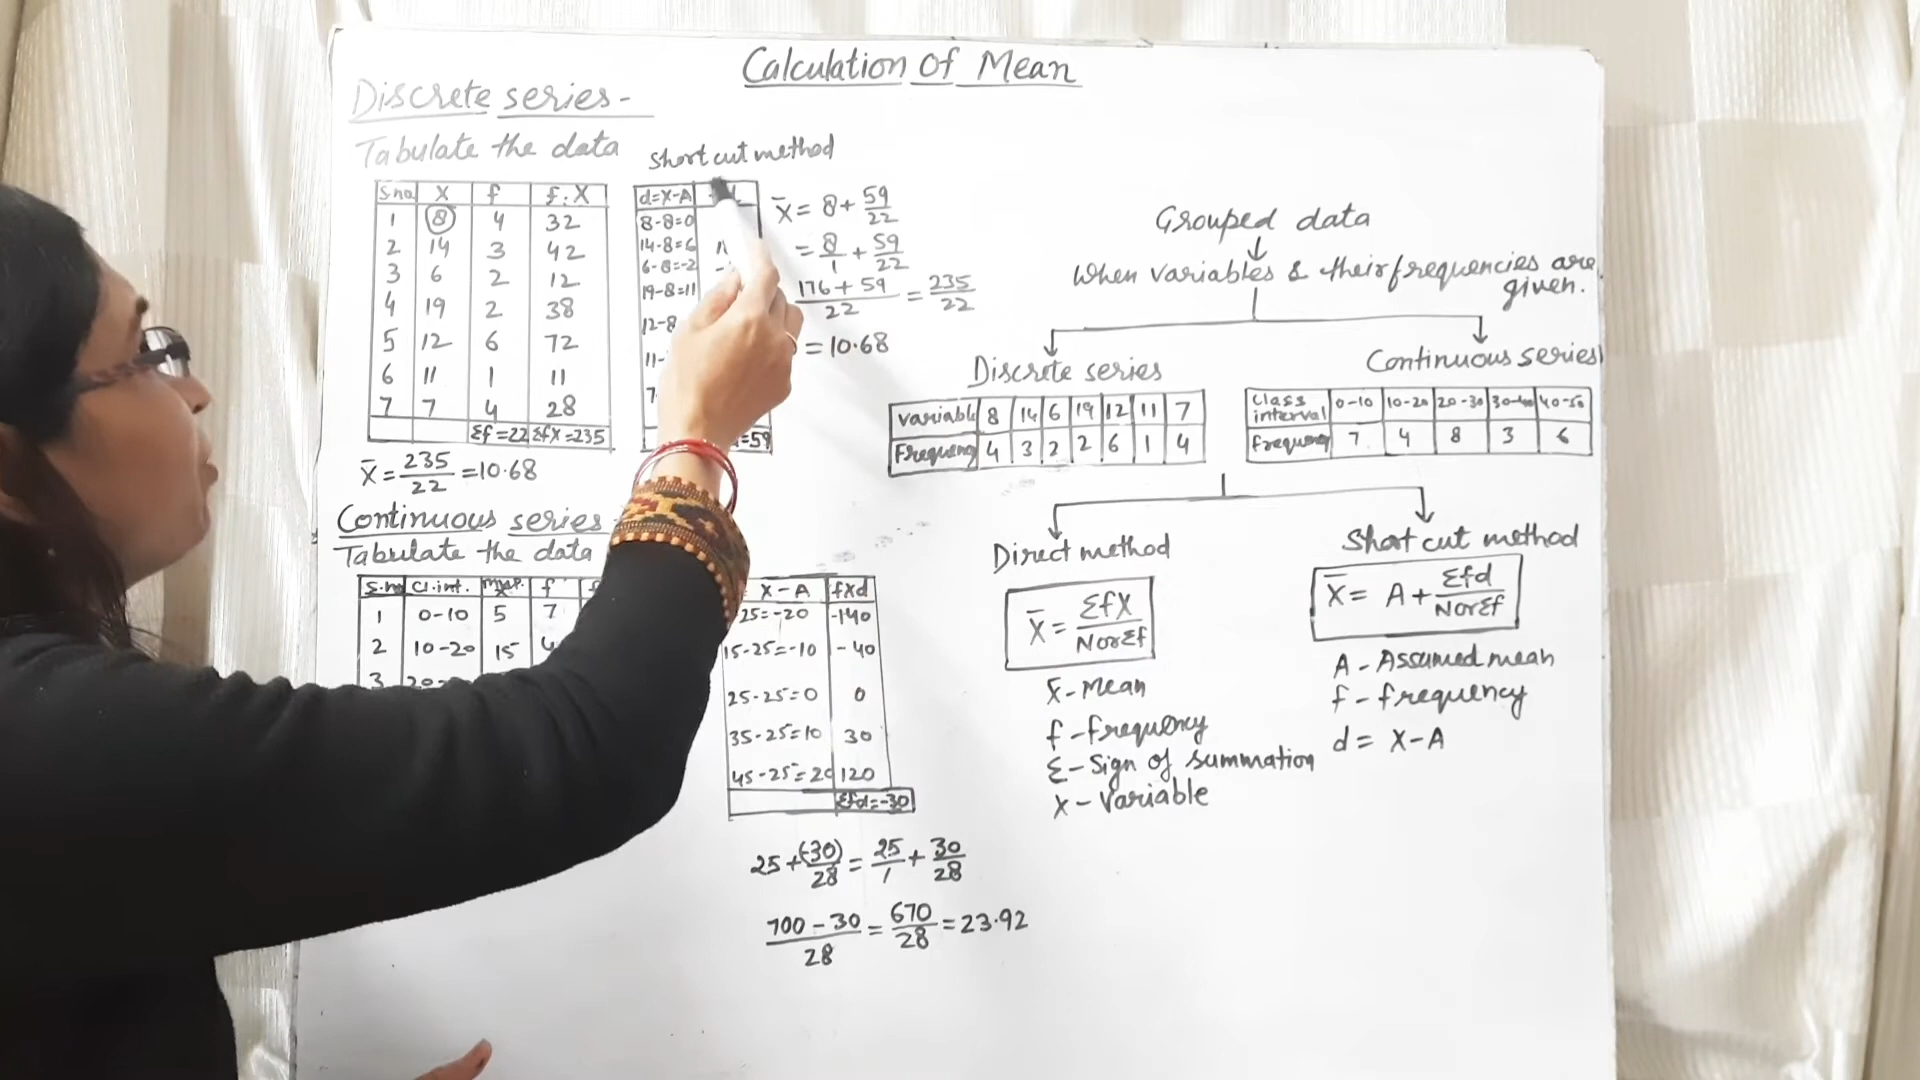 Calculation Of Mean
Discrete series-
Tabulate the data
S.no X f f.X
1 8 4 32
2 14 3 42
3 6 2 12
4 19 2 38
5 12 6 72
6 11 1 11
7 7 4 28
Σf=22 ΣfX=235
X̄ = 235/22 = 10.68
Short cut method
d=X-A
8-8=0
14-8=6
6-8=-2
19-8=11
12-8
11-
7-
=59
X̄ = 8 + 59/22
= 8/1 + 59/22
176 + 59/22 = 235/22
= 10.68
Continuous series
Tabulate the data
S.no Cl.int. f
1 0-10 5 7
2 10-20 15 4
3 20-
X - A fxd
25=-20 -140
15-25=-10 -40
25-25=0 0
35-25=10 30
45-25=20 120
Σfd=-30
25 + (-30)/28 = 25/1 + 30/28
700 - 30/28 = 670/28 = 23.92
Grouped data
When variables & their frequencies are
given.
Discrete series
Variable 8 14 6 19 12 11 7
Frequency 4 3 2 2 6 1 4
Continuous series
Class interval 0-10 10-20 20-30 30-40 40-50
Frequency 7 4 8 3 6
Direct method
X̄ = ΣfX/N or Σf
X̄ - Mean
f - frequency
Σ - Sign of summation
X - Variable
Short cut method
X̄ = A + Σfd/N or Σf
A - Assumed mean
f - frequency
d = X-A